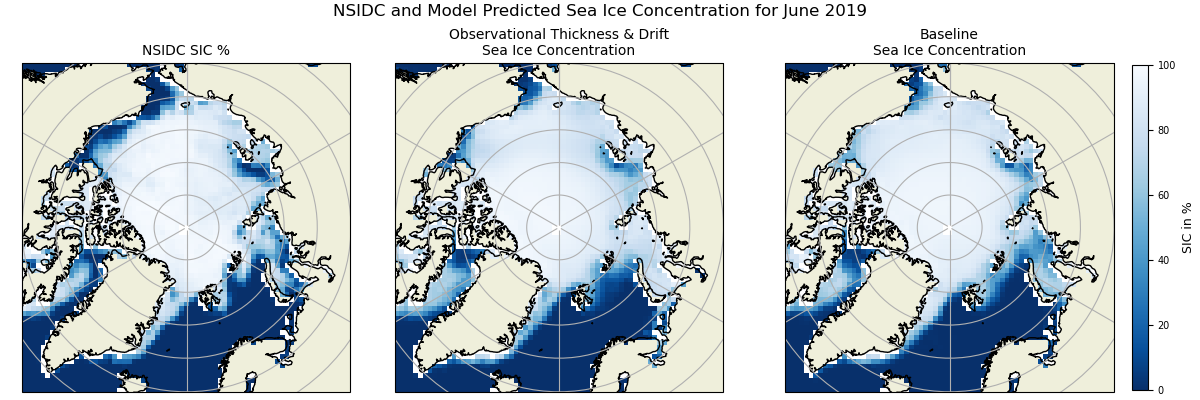 NSIDC and Model Predicted Sea Ice Concentration for June 2019
NSIDC SIC %
Observational Thickness & Drift
Sea Ice Concentration
Baseline
Sea Ice Concentration
100
80
60
40
20
0
SIC in %